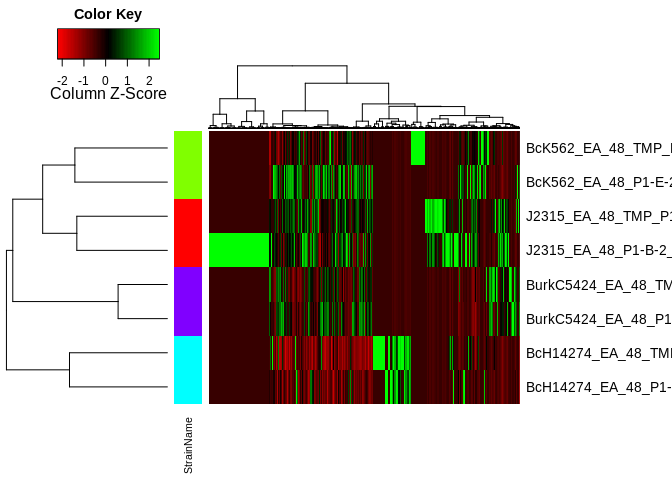 Color Key
-2 -1 0 1 2
Column Z-Score
BcK562_EA_48_TMP_
BcK562_EA_48_P1-E-2
J2315_EA_48_TMP_P1
J2315_EA_48_P1-B-2_
BurkC5424_EA_48_TM
BurkC5424_EA_48_P1
BcH14274_EA_48_TM
BcH14274_EA_48_P1-
StrainName